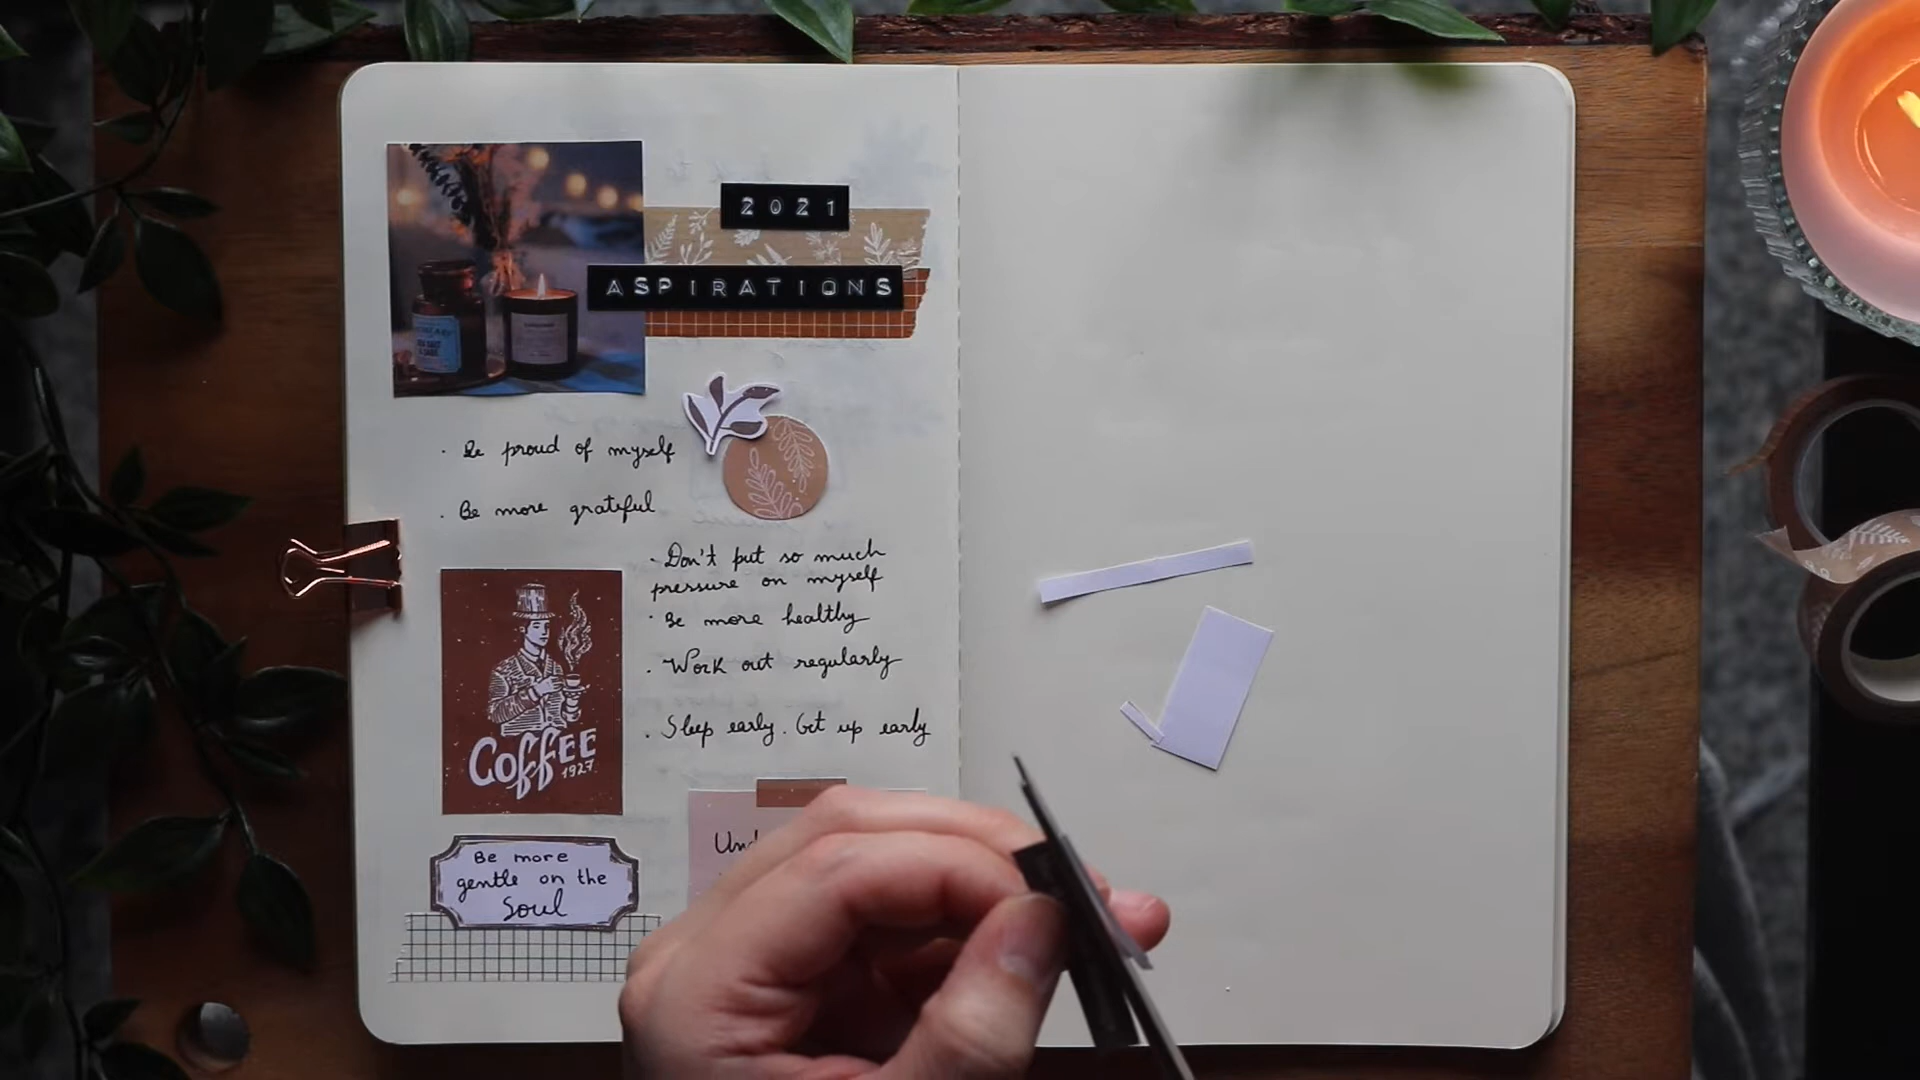 2021
ASPIRATIONS
· Be proud of myself
· Be more grateful
· Don't put so much
pressure on myself
· Be more healthy
· Work out regularly
· Sleep early. Get up early
COFFEE
1927
Be more
gentle on the
Soul